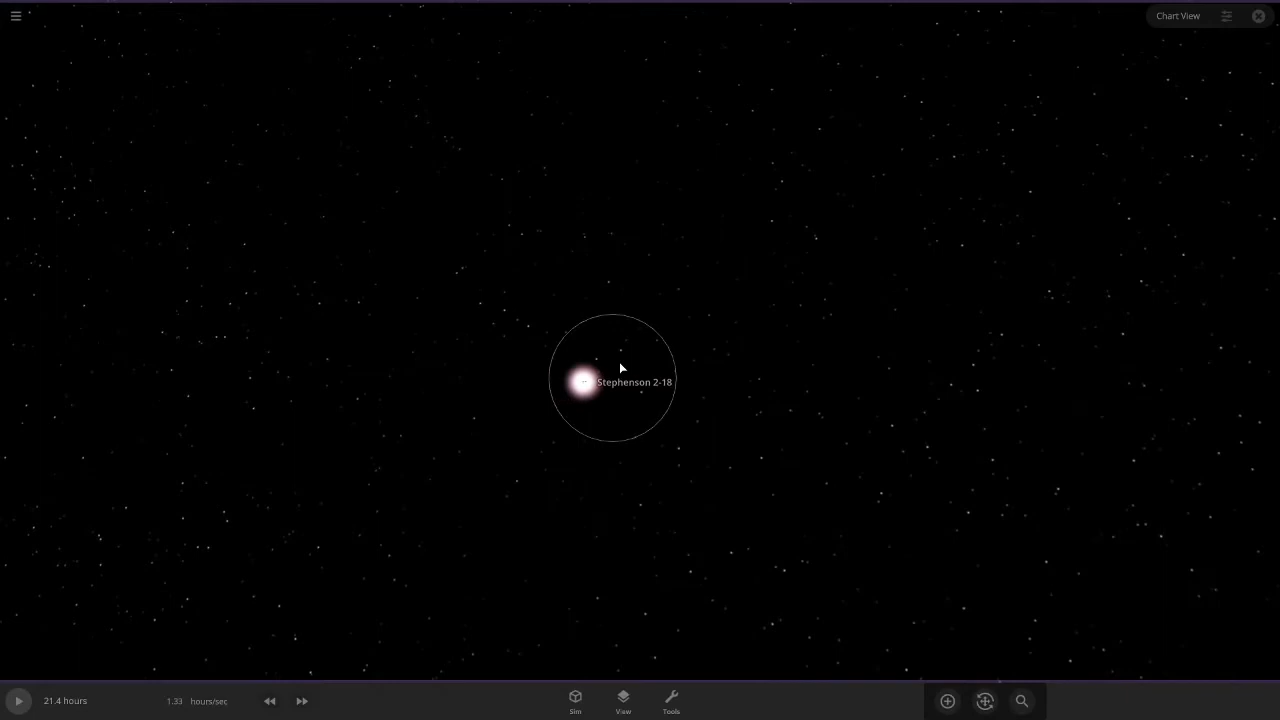 Chart View
Stephenson 2-18
21.4 hours
1.33 hours/sec
Sim
View
Tools